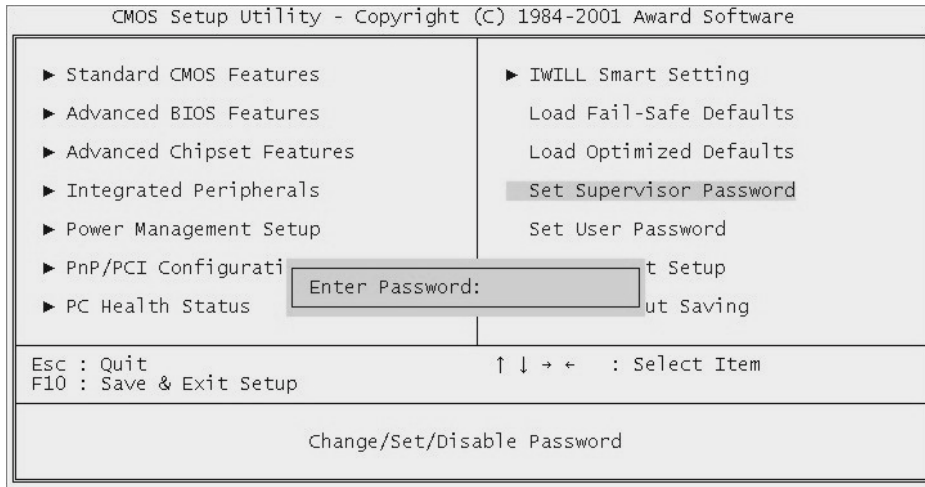 CMOS Setup Utility - Copyright (C) 1984-2001 Award Software
▶ Standard CMOS Features
▶ Advanced BIOS Features
▶ Advanced Chipset Features
▶ Integrated Peripherals
▶ Power Management Setup
▶ PnP/PCI Configurati
▶ PC Health Status
▶ IWILL Smart Setting
Load Fail-Safe Defaults
Load Optimized Defaults
Set Supervisor Password
Set User Password
t Setup
ut Saving
Enter Password:
Esc : Quit
F10 : Save & Exit Setup
↑ ↓ → ← : Select Item
Change/Set/Disable Password